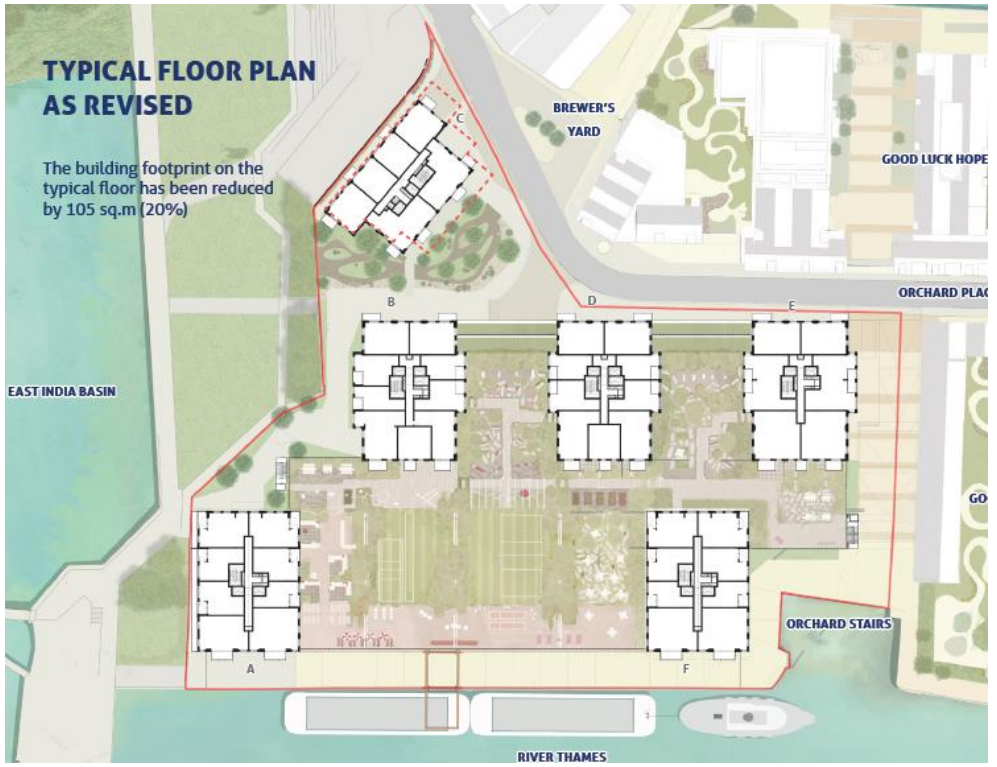 TYPICAL FLOOR PLAN
AS REVISED
The building footprint on the
typical floor has been reduced
by 105 sq.m (20%)
C
BREWER'S
YARD
GOOD LUCK HOPE
ORCHARD PLAC
B
D
E
EAST INDIA BASIN
GO
ORCHARD STAIRS
A
F
RIVER THAMES